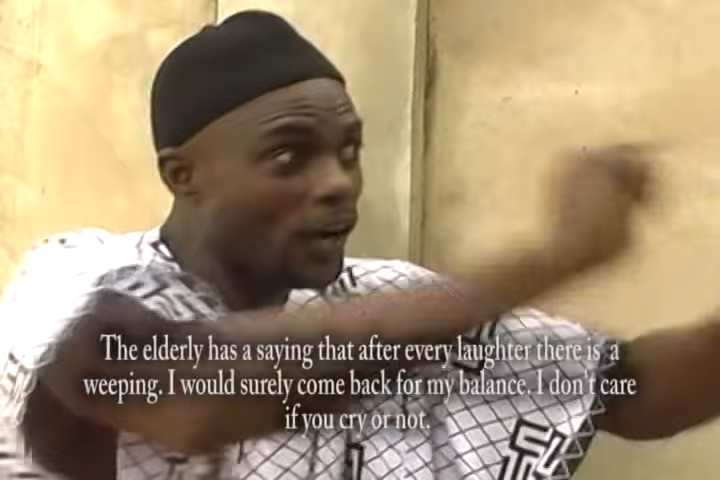 The elderly has a saying that after every laughter there is a
weeping. I would surely come back for my balance. I don't care
if you cry or not.